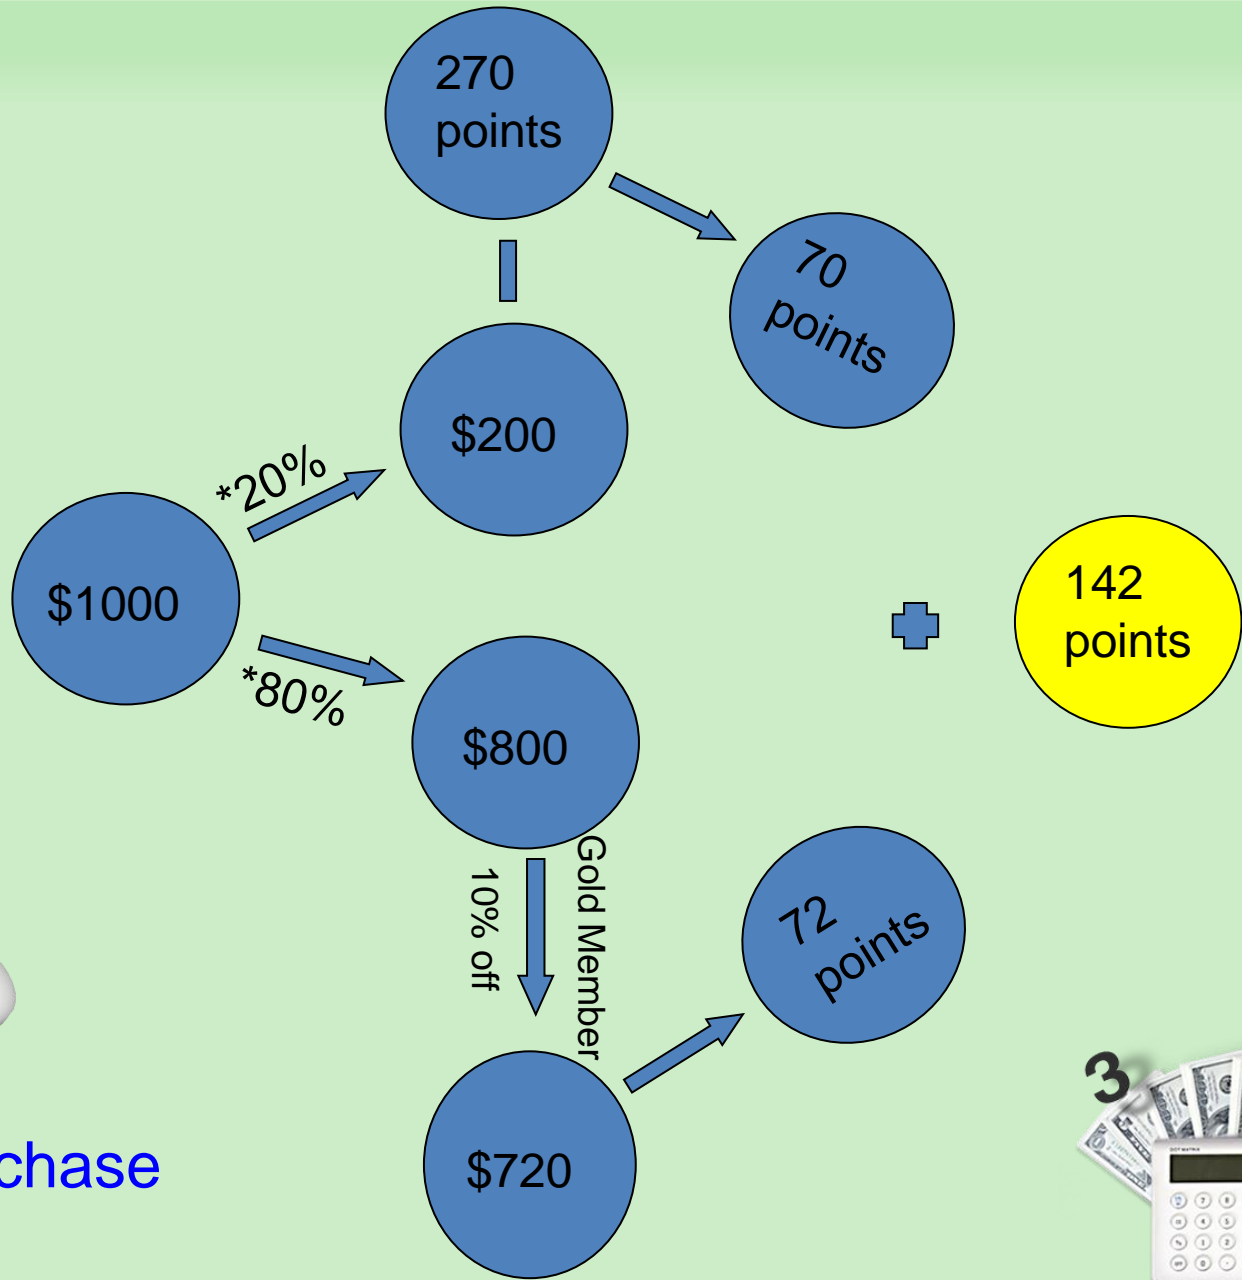 270
points
70
points
$200
*20%
$1000
142
points
*80%
$800
Gold Member
10% off
72
points
$720
3
chase